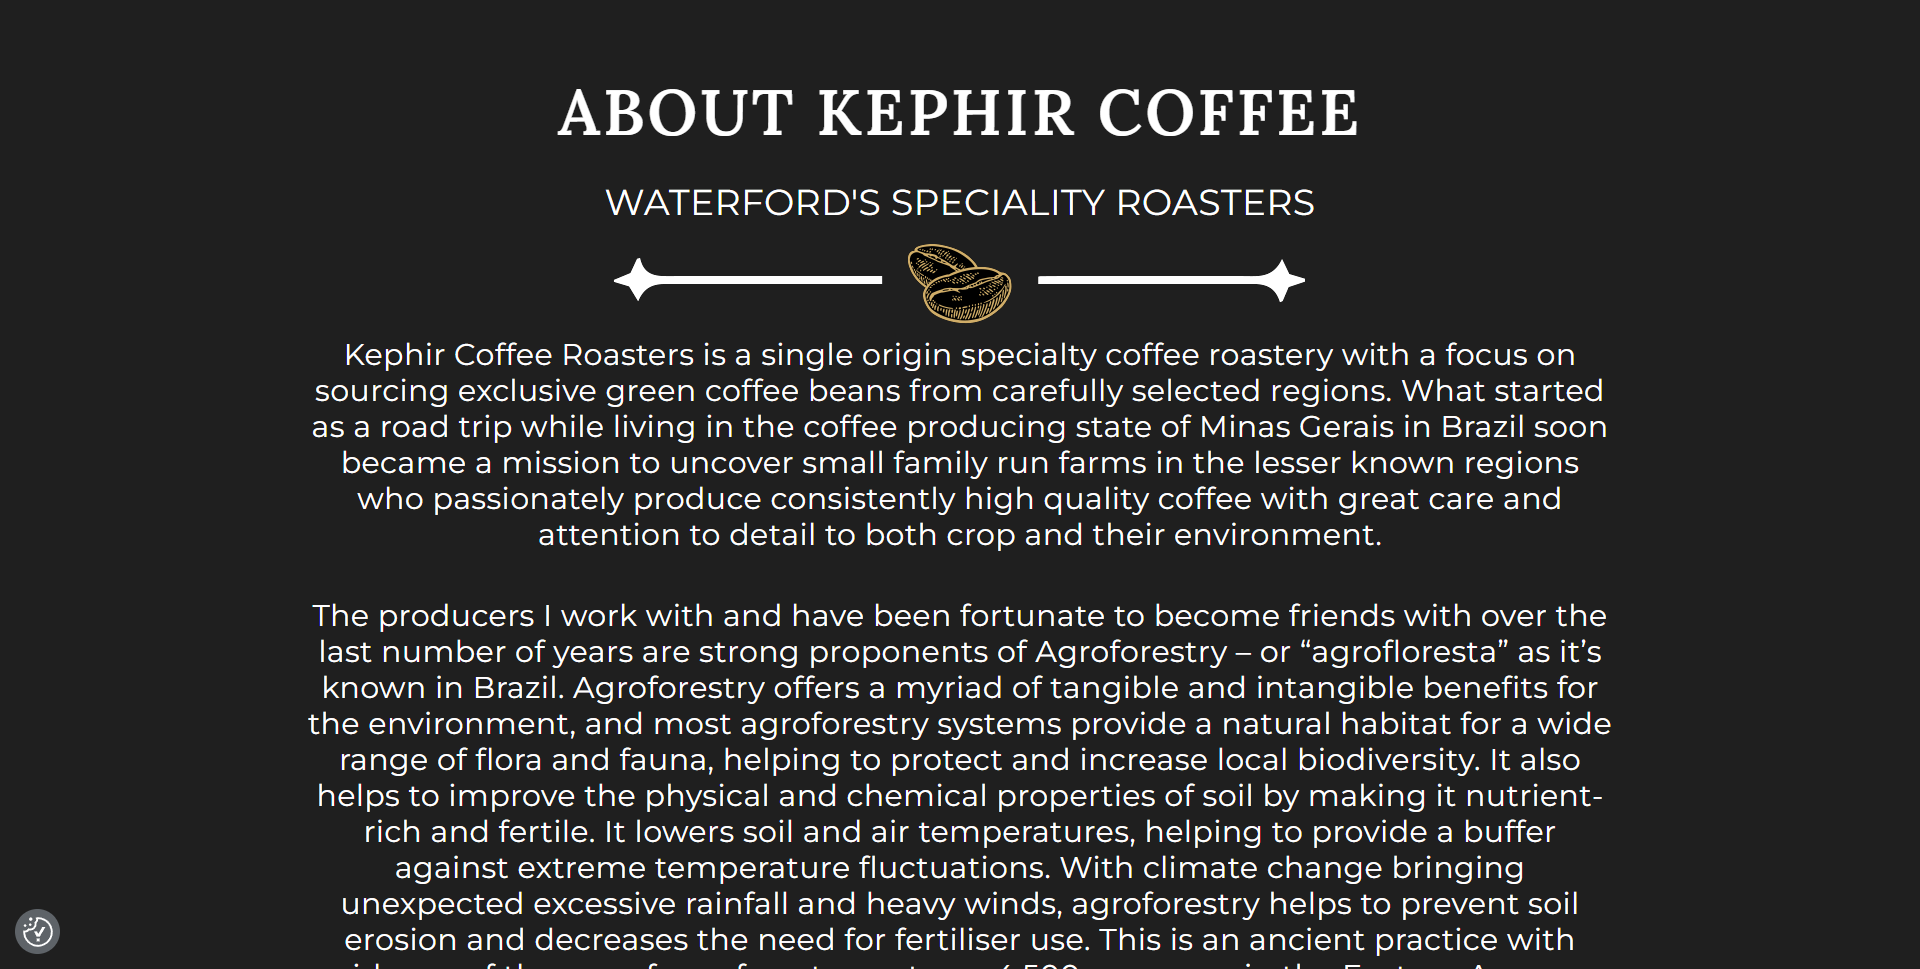 ABOUT KEPHIR COFFEE
WATERFORD'S SPECIALITY ROASTERS
Kephir Coffee Roasters is a single origin specialty coffee roastery with a focus on
sourcing exclusive green coffee beans from carefully selected regions. What started
as a road trip while living in the coffee producing state of Minas Gerais in Brazil soon
became a mission to uncover small family run farms in the lesser known regions
who passionately produce consistently high quality coffee with great care and
attention to detail to both crop and their environment.
The producers I work with and have been fortunate to become friends with over the
last number of years are strong proponents of Agroforestry – or “agrofloresta” as it’s
known in Brazil. Agroforestry offers a myriad of tangible and intangible benefits for
the environment, and most agroforestry systems provide a natural habitat for a wide
range of flora and fauna, helping to protect and increase local biodiversity. It also
helps to improve the physical and chemical properties of soil by making it nutrient-
rich and fertile. It lowers soil and air temperatures, helping to provide a buffer
against extreme temperature fluctuations. With climate change bringing
unexpected excessive rainfall and heavy winds, agroforestry helps to prevent soil
erosion and decreases the need for fertiliser use. This is an ancient practice with